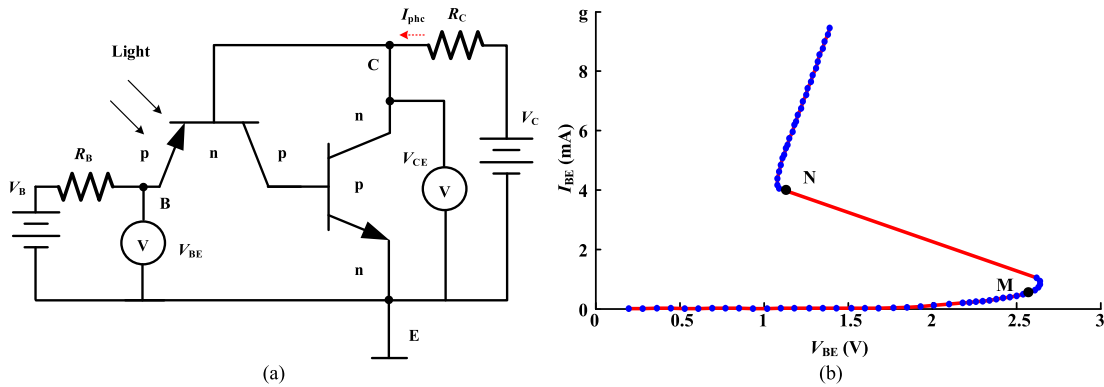 I_phc R_C
Light
C
n
V_C
p n p
V_CE
R_B
V_B
p
V
B
V
V_BE
n
E
(a)
I_BE (mA)
8
6
4
2
0
N
M
0 0.5 1 1.5 2 2.5 3
V_BE (V)
(b)